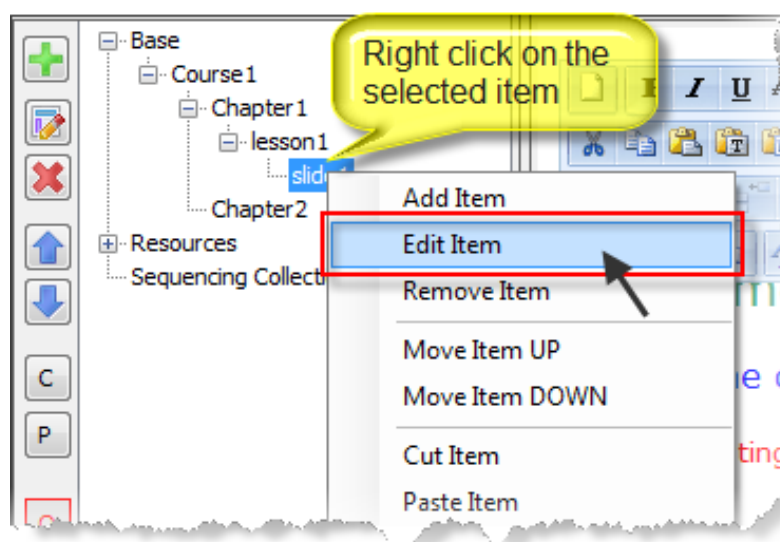 Base
Course1
Chapter1
lesson1
Chapter2
Resources
Sequencing
Right click on the
selected item
I U
T
Add Item
Edit Item
Remove Item
Move Item UP
Move Item DOWN
Cut Item
Paste Item
C
P